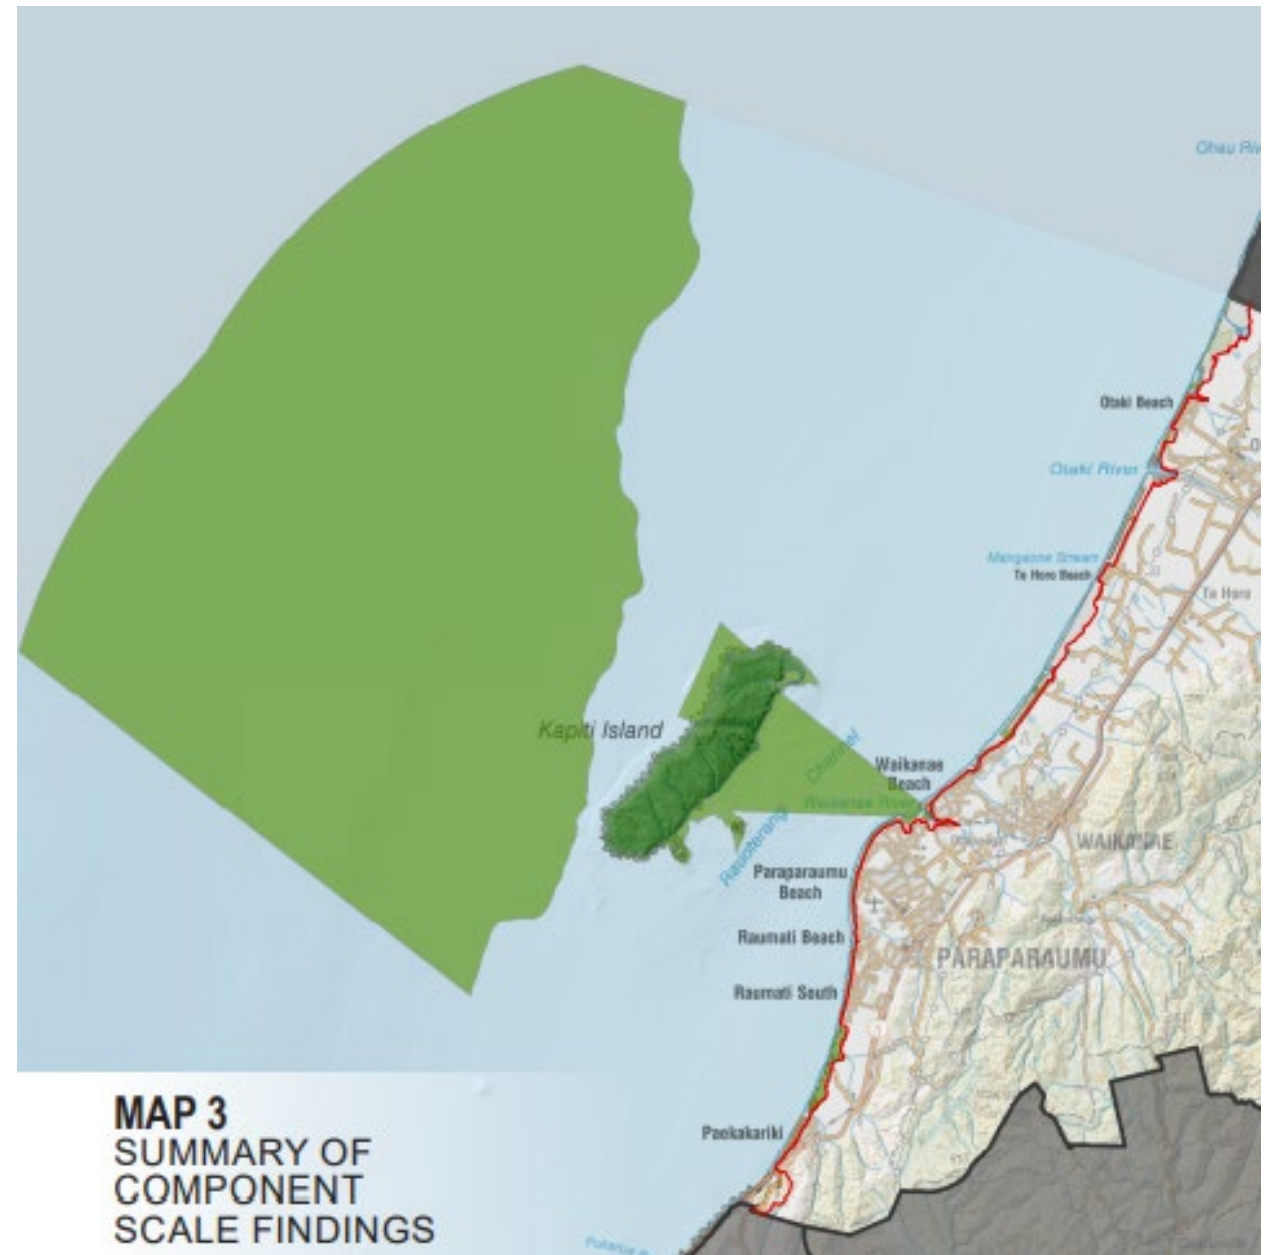 Ohau Riv
Otaki Beach
Otaki River
Mangaone Stream
Te Horo Beach
Te Horo
Kapiti Island
Channel
Waikanae
Beach
Waikanae River
Rauoterangi
WAIKANAE
Paraparaumu
Beach
Raumati Beach
PARAPARAUMU
Raumati South
Paekakariki
MAP 3
SUMMARY OF
COMPONENT
SCALE FINDINGS